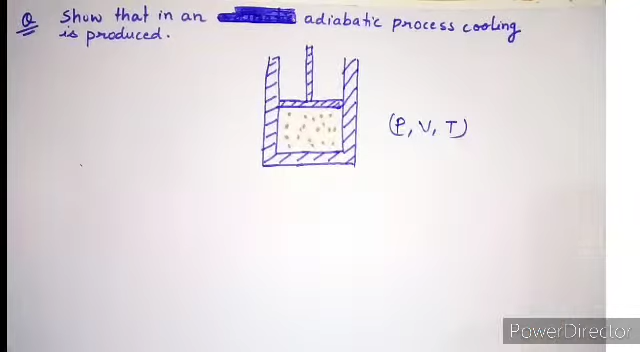 Q Show that in an adiabatic process cooling
is produced.
(P, V, T)
PowerDirector